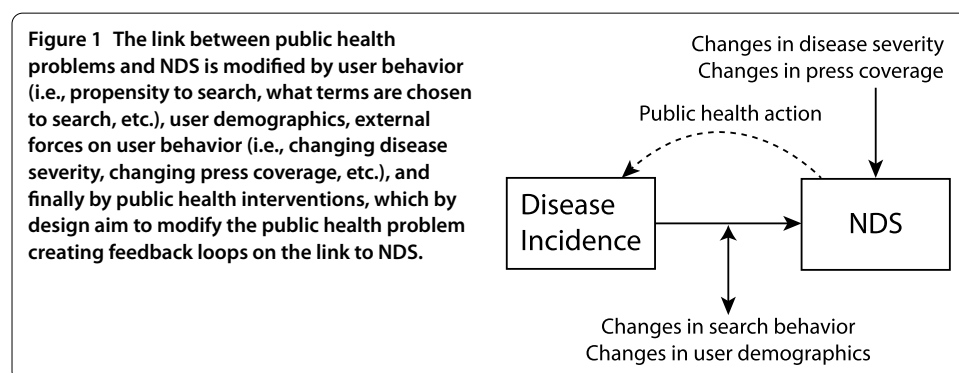 Figure 1 The link between public health
problems and NDS is modified by user behavior
(i.e., propensity to search, what terms are chosen
to search, etc.), user demographics, external
forces on user behavior (i.e., changing disease
severity, changing press coverage, etc.), and
finally by public health interventions, which by
design aim to modify the public health problem
creating feedback loops on the link to NDS.
Changes in disease severity
Changes in press coverage
Public health action
Disease
Incidence
NDS
Changes in search behavior
Changes in user demographics